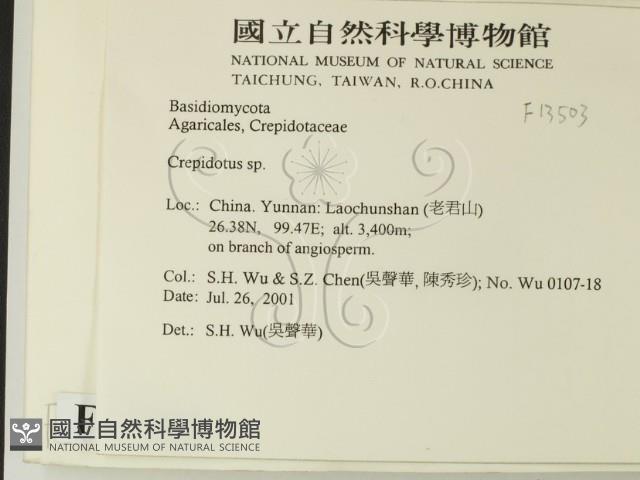 國立自然科學博物館
NATIONAL MUSEUM OF NATURAL SCIENCE
TAICHUNG, TAIWAN, R.O.CHINA
F13503
Basidiomycota
Agaricales, Crepidotaceae
Crepidotus sp.
Loc.: China. Yunnan: Laochunshan (老君山)
26.38N, 99.47E; alt. 3,400m;
on branch of angiosperm.
Col.: S.H. Wu & S.Z. Chen(吳聲華, 陳秀珍); No. Wu 0107-18
Date: Jul. 26, 2001
Det.: S.H. Wu(吳聲華)
國立自然科學博物館
NATIONAL MUSEUM OF NATURAL SCIENCE